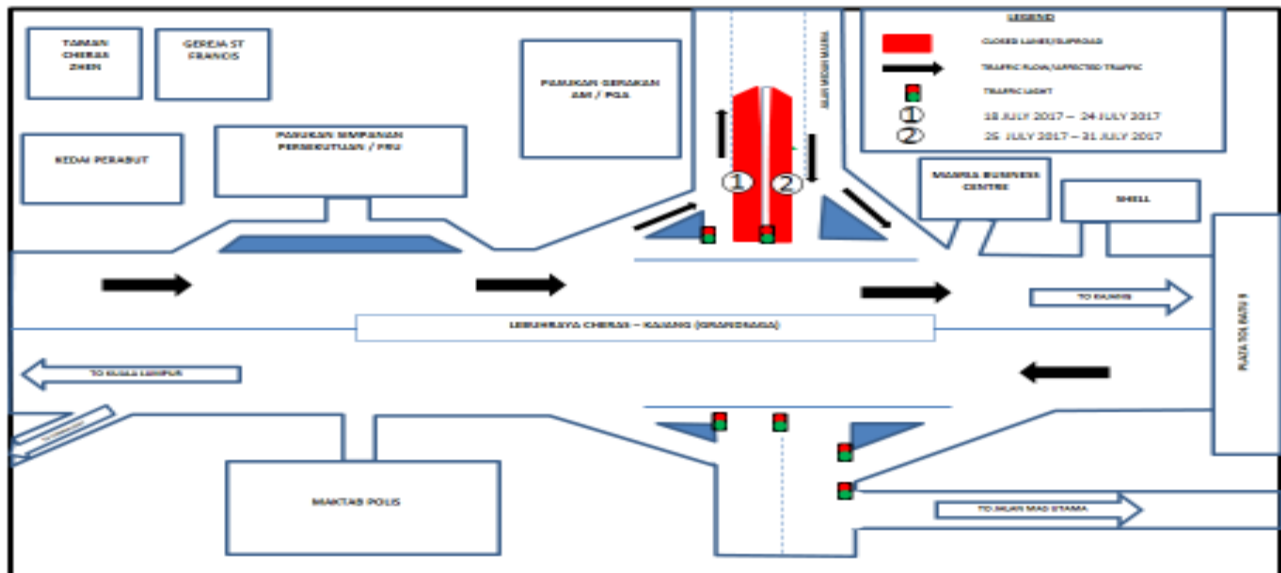 TAMAN
CHERAS
ZHEN
GEREJA ST
FRANCIS
PASUKAN GERAKAN
AM / PGA
KEDAI PERABUT
PASUKAN SIMPANAN
PERSEKUTUAN / FRU
LEGEND
CLOSED LANES/SLIPROAD
TRAFFIC FLOW/AFFECTED TRAFFIC
TRAFFIC LIGHT
1 18 JULY 2017 – 24 JULY 2017
2 25 JULY 2017 – 31 JULY 2017
1
2
BUSINESS
CENTRE
SHELL
TO KAJANG
LEBUHRAYA CHERAS – KAJANG (GRANDSAGA)
PLAZA TOL BATU 9
TO KUALA LUMPUR
MAKTAB POLIS
TO JALAN MAS UTAMA